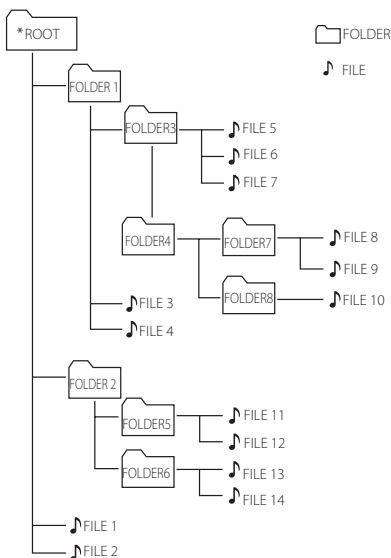 *ROOT
FOLDER
FILE
FOLDER 1
FOLDER3
FILE 5
FILE 6
FILE 7
FOLDER4
FOLDER7
FILE 8
FILE 9
FOLDER8
FILE 10
FILE 3
FILE 4
FOLDER 2
FOLDER5
FILE 11
FILE 12
FOLDER6
FILE 13
FILE 14
FILE 1
FILE 2